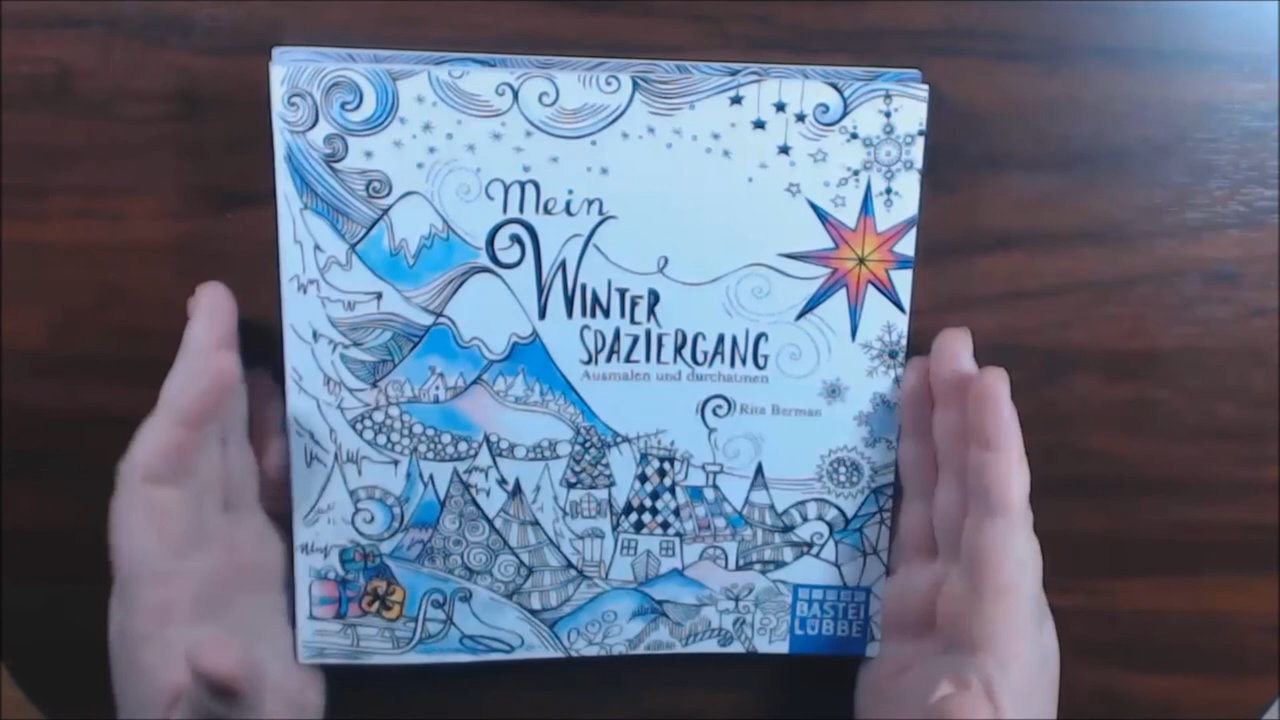 Mein
WINTER
SPAZIERGANG
Ausmalen und durchatmen
Rita Berman
BASTEI
LÜBBE